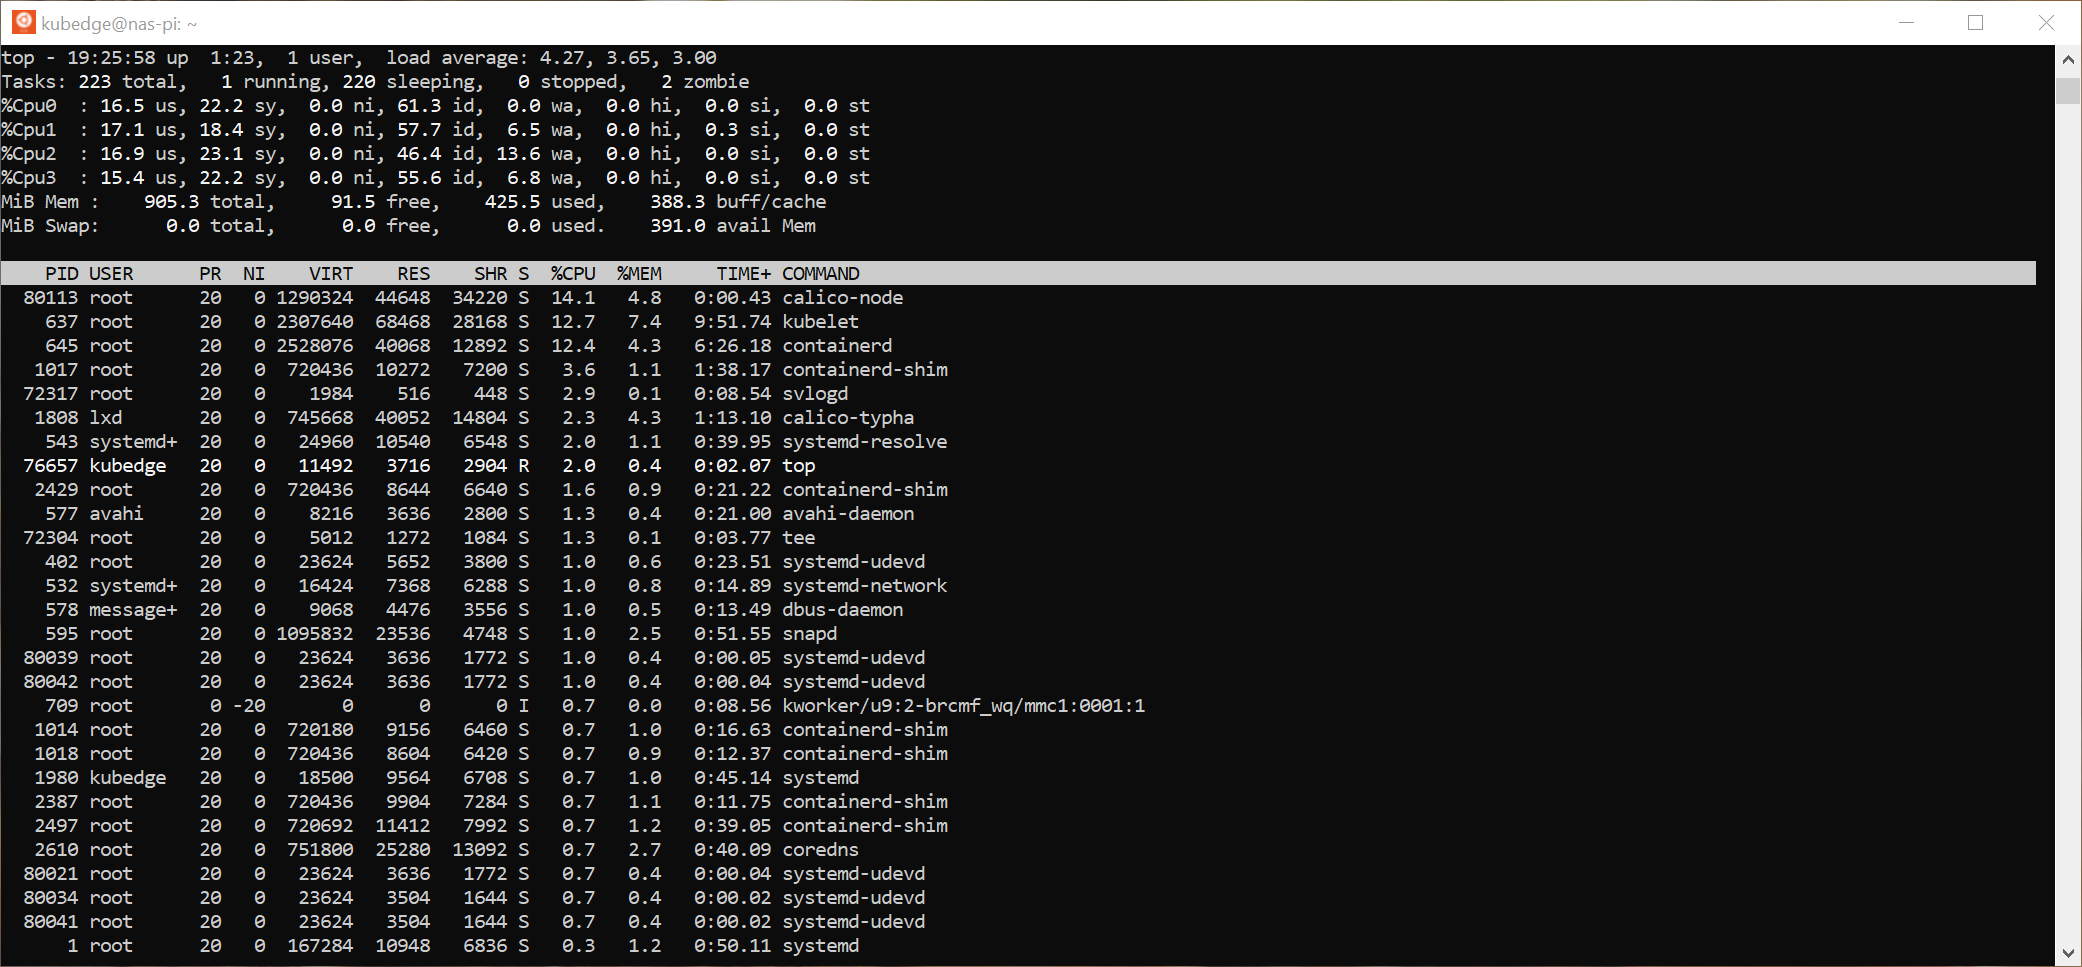 kubedge@nas-pi: ~
top - 19:25:58 up  1:23,  1 user,  load average: 4.27, 3.65, 3.00
Tasks: 223 total,   1 running, 220 sleeping,   0 stopped,   2 zombie
%Cpu0  : 16.5 us, 22.2 sy,  0.0 ni, 61.3 id,  0.0 wa,  0.0 hi,  0.0 si,  0.0 st
%Cpu1  : 17.1 us, 18.4 sy,  0.0 ni, 57.7 id,  6.5 wa,  0.0 hi,  0.3 si,  0.0 st
%Cpu2  : 16.9 us, 23.1 sy,  0.0 ni, 46.4 id, 13.6 wa,  0.0 hi,  0.0 si,  0.0 st
%Cpu3  : 15.4 us, 22.2 sy,  0.0 ni, 55.6 id,  6.8 wa,  0.0 hi,  0.0 si,  0.0 st
MiB Mem :    905.3 total,     91.5 free,    425.5 used,    388.3 buff/cache
MiB Swap:      0.0 total,      0.0 free,      0.0 used.    391.0 avail Mem
    PID USER      PR  NI    VIRT    RES    SHR S  %CPU  %MEM     TIME+ COMMAND
  80113 root      20   0 1290324  44648  34220 S  14.1   4.8   0:00.43 calico-node
    637 root      20   0 2307640  68468  28168 S  12.7   7.4   9:51.74 kubelet
    645 root      20   0 2528076  40068  12892 S  12.4   4.3   6:26.18 containerd
   1017 root      20   0  720436  10272   7200 S   3.6   1.1   1:38.17 containerd-shim
  72317 root      20   0    1984    516    448 S   2.9   0.1   0:08.54 svlogd
   1808 lxd       20   0  745668  40052  14804 S   2.3   4.3   1:13.10 calico-typha
    543 systemd+  20   0   24960  10540   6548 S   2.0   1.1   0:39.95 systemd-resolve
  76657 kubedge   20   0   11492   3716   2904 R   2.0   0.4   0:02.07 top
   2429 root      20   0  720436   8644   6640 S   1.6   0.9   0:21.22 containerd-shim
    577 avahi     20   0    8216   3636   2800 S   1.3   0.4   0:21.00 avahi-daemon
  72304 root      20   0    5012   1272   1084 S   1.3   0.1   0:03.77 tee
    402 root      20   0   23624   5652   3800 S   1.0   0.6   0:23.51 systemd-udevd
    532 systemd+  20   0   16424   7368   6288 S   1.0   0.8   0:14.89 systemd-network
    578 message+  20   0    9068   4476   3556 S   1.0   0.5   0:13.49 dbus-daemon
    595 root      20   0 1095832  23536   4748 S   1.0   2.5   0:51.55 snapd
  80039 root      20   0   23624   3636   1772 S   1.0   0.4   0:00.05 systemd-udevd
  80042 root      20   0   23624   3636   1772 S   1.0   0.4   0:00.04 systemd-udevd
    709 root       0 -20       0      0      0 I   0.7   0.0   0:08.56 kworker/u9:2-brcmf_wq/mmc1:0001:1
   1014 root      20   0  720180   9156   6460 S   0.7   1.0   0:16.63 containerd-shim
   1018 root      20   0  720436   8604   6420 S   0.7   0.9   0:12.37 containerd-shim
   1980 kubedge   20   0   18500   9564   6708 S   0.7   1.0   0:45.14 systemd
   2387 root      20   0  720436   9904   7284 S   0.7   1.1   0:11.75 containerd-shim
   2497 root      20   0  720692  11412   7992 S   0.7   1.2   0:39.05 containerd-shim
   2610 root      20   0  751800  25280  13092 S   0.7   2.7   0:40.09 coredns
  80021 root      20   0   23624   3636   1772 S   0.7   0.4   0:00.04 systemd-udevd
  80034 root      20   0   23624   3504   1644 S   0.7   0.4   0:00.02 systemd-udevd
  80041 root      20   0   23624   3504   1644 S   0.7   0.4   0:00.02 systemd-udevd
      1 root      20   0  167284  10948   6836 S   0.3   1.2   0:50.11 systemd